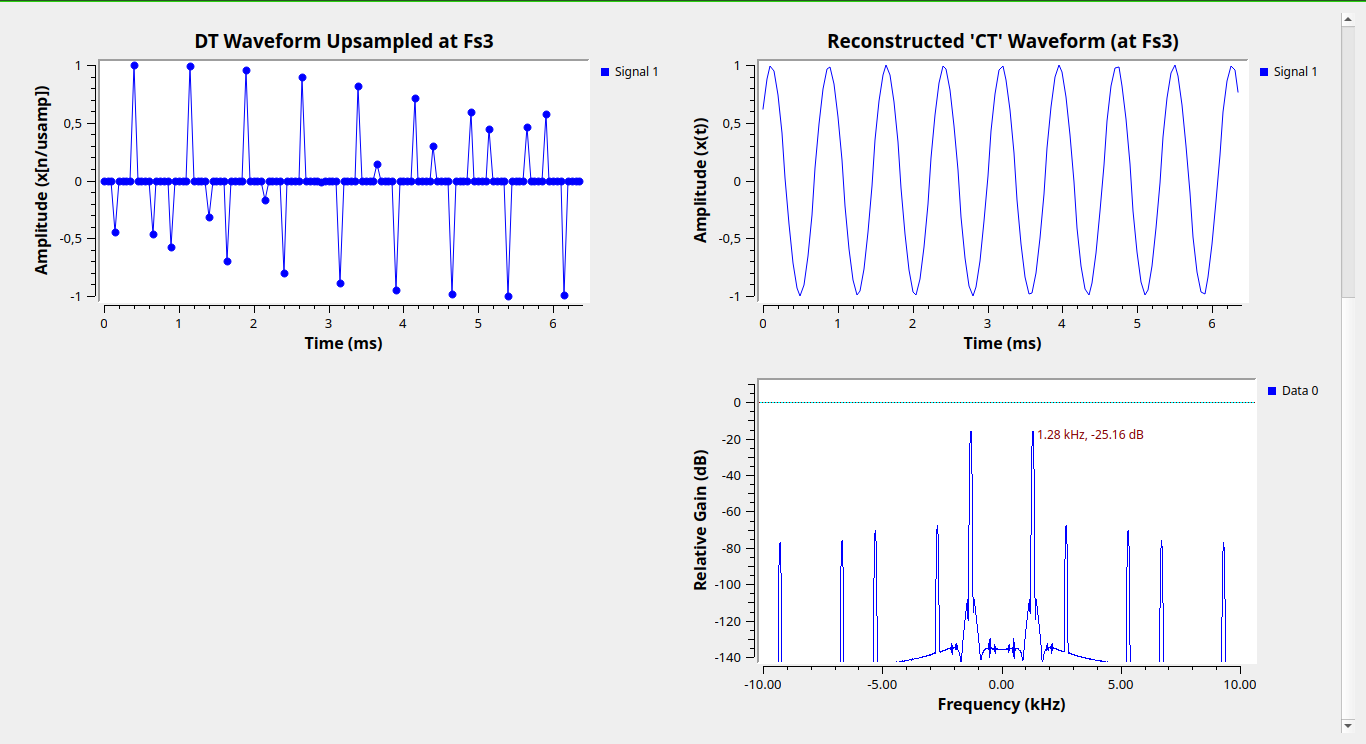 DT Waveform Upsampled at Fs3
Signal 1
Amplitude (x[n/usamp])
1
0,5
0
-0,5
-1
0 1 2 3 4 5 6
Time (ms)
Reconstructed 'CT' Waveform (at Fs3)
Signal 1
Amplitude (x(t))
1
0,5
0
-0,5
-1
0 1 2 3 4 5 6
Time (ms)
Data 0
Relative Gain (dB)
0
-20
-40
-60
-80
-100
-120
-140
1.28 kHz, -25.16 dB
-10.00 -5.00 0.00 5.00 10.00
Frequency (kHz)